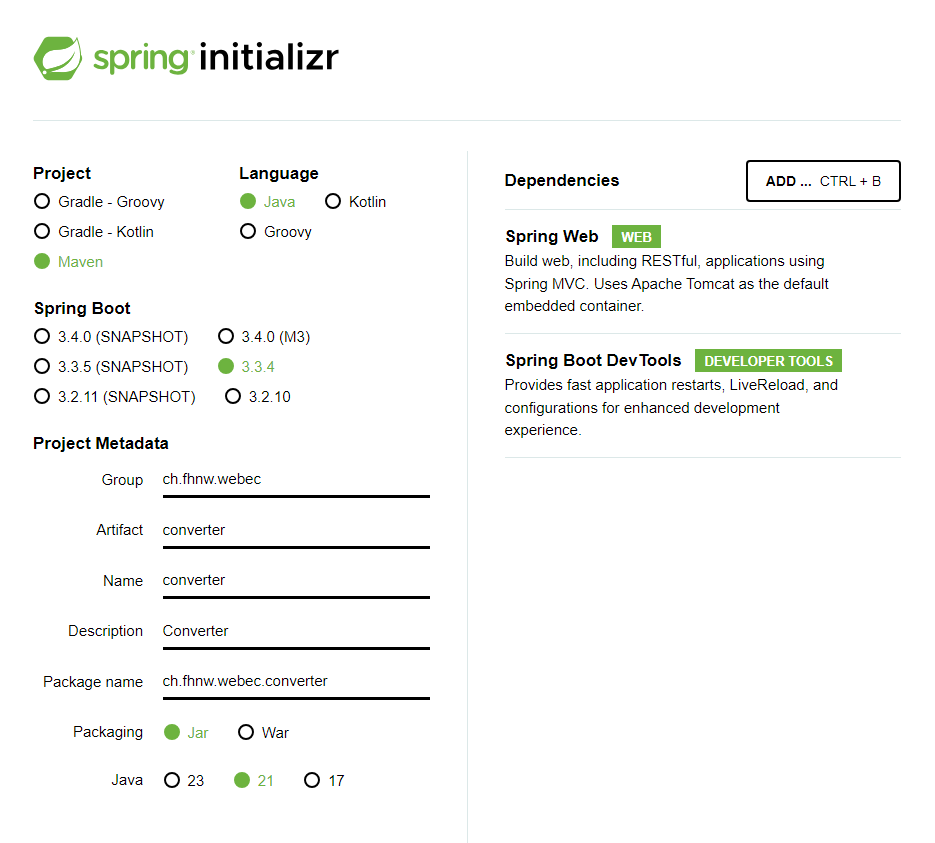 spring initializr
Project
Gradle - Groovy
Gradle - Kotlin
Maven
Language
Java Kotlin
Groovy
Spring Boot
3.4.0 (SNAPSHOT) 3.4.0 (M3)
3.3.5 (SNAPSHOT) 3.3.4
3.2.11 (SNAPSHOT) 3.2.10
Project Metadata
Group ch.fhnw.webec
Artifact converter
Name converter
Description Converter
Package name ch.fhnw.webec.converter
Packaging Jar War
Java 23 21 17
Dependencies ADD ... CTRL + B
Spring Web WEB
Build web, including RESTful, applications using
Spring MVC. Uses Apache Tomcat as the default
embedded container.
Spring Boot DevTools DEVELOPER TOOLS
Provides fast application restarts, LiveReload, and
configurations for enhanced development
experience.